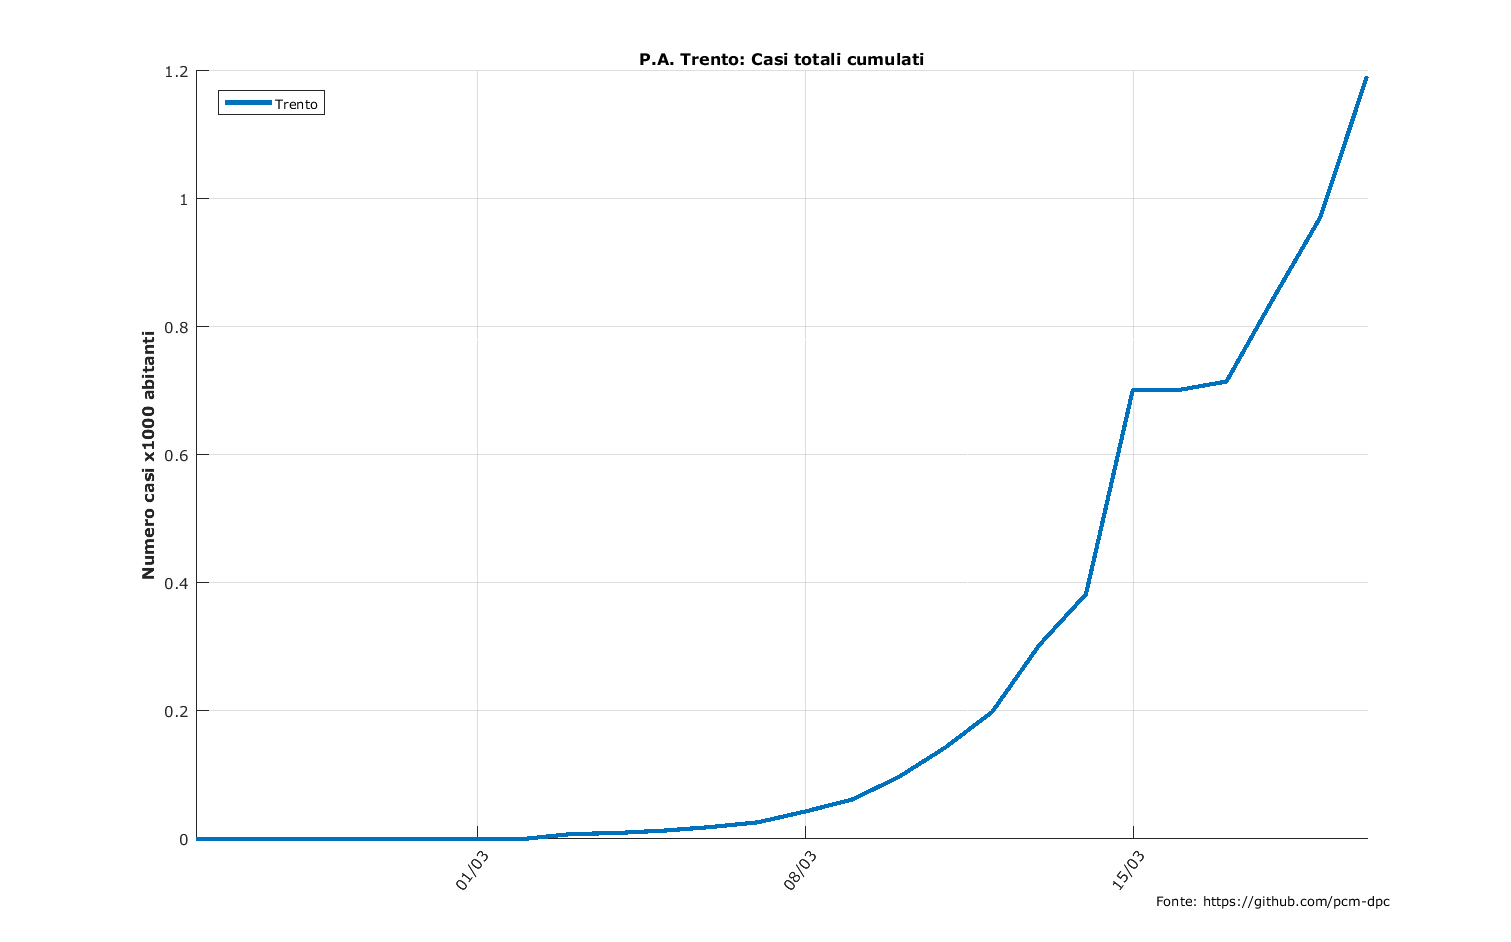 P.A. Trento: Casi totali cumulati
Trento
Numero casi x1000 abitanti
1.2
1
0.8
0.6
0.4
0.2
0
01/03
08/03
15/03
Fonte: https://github.com/pcm-dpc